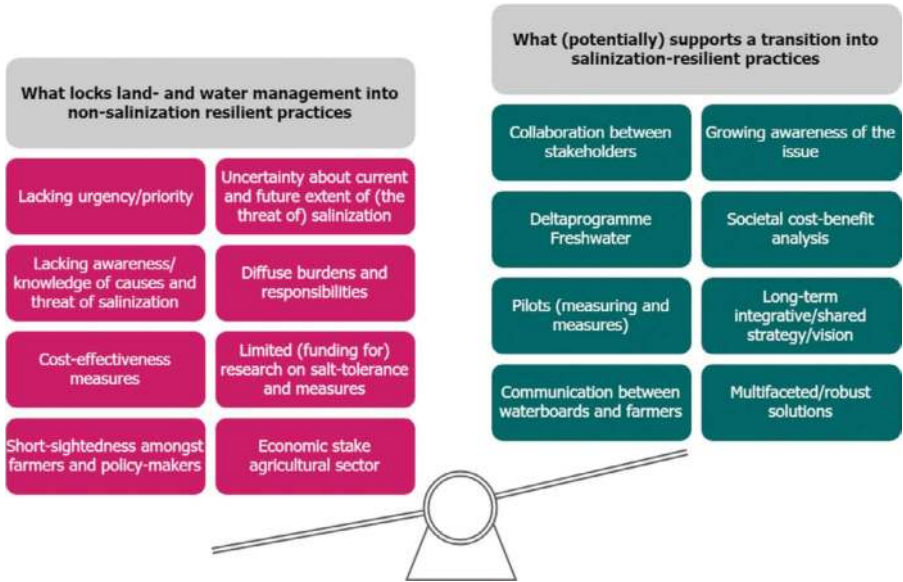 What locks land- and water management into
non-salinization resilient practices
Lacking urgency/priority
Uncertainty about current
and future extent of (the
threat of) salinization
Lacking awareness/
knowledge of causes and
threat of salinization
Diffuse burdens and
responsibilities
Cost-effectiveness
measures
Limited (funding for)
research on salt-tolerance
and measures
Short-sightedness amongst
farmers and policy-makers
Economic stake
agricultural sector
What (potentially) supports a transition into
salinization-resilient practices
Collaboration between
stakeholders
Growing awareness of the
issue
Deltaprogramme
Freshwater
Societal cost-benefit
analysis
Pilots (measuring and
measures)
Long-term
integrative/shared
strategy/vision
Communication between
waterboards and farmers
Multifaceted/robust
solutions